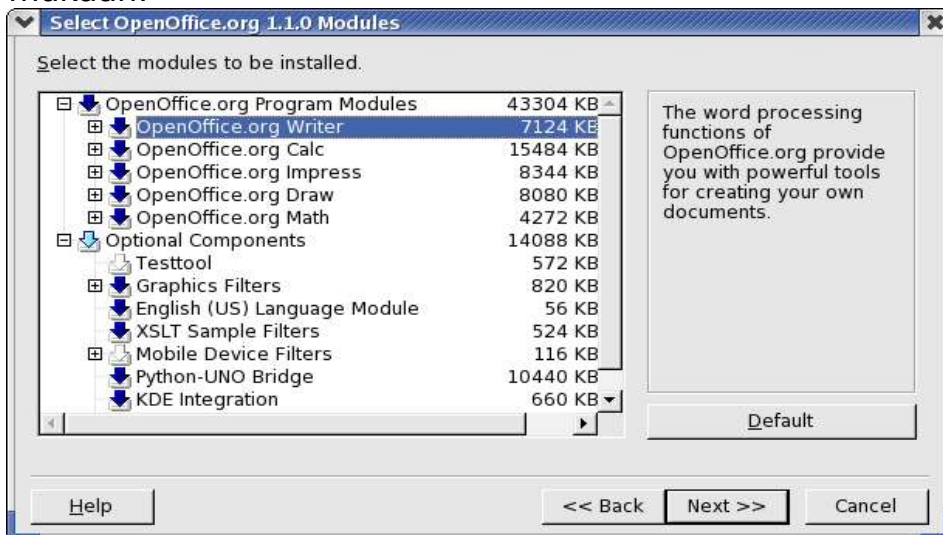 Select OpenOffice.org 1.1.0 Modules
Select the modules to be installed.
OpenOffice.org Program Modules 43304 KB
OpenOffice.org Writer 7124 KB
OpenOffice.org Calc 15484 KB
OpenOffice.org Impress 8344 KB
OpenOffice.org Draw 8080 KB
OpenOffice.org Math 4272 KB
Optional Components 14088 KB
Testtool 572 KB
Graphics Filters 820 KB
English (US) Language Module 56 KB
XSLT Sample Filters 524 KB
Mobile Device Filters 116 KB
Python-UNO Bridge 10440 KB
KDE Integration 660 KB
The word processing
functions of
OpenOffice.org provide
you with powerful tools
for creating your own
documents.
Default
Help
<< Back
Next >>
Cancel